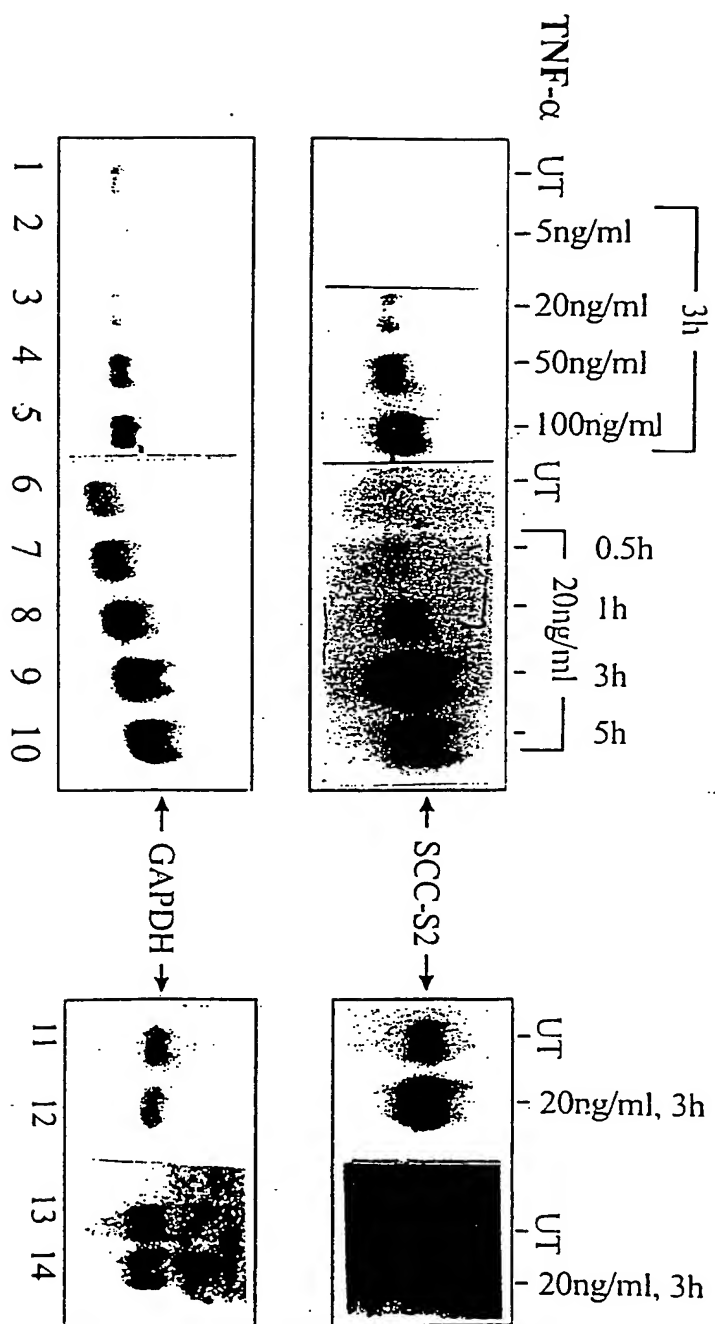 TNF-α
3h
20ng/ml
UT
5ng/ml
20ng/ml
50ng/ml
100ng/ml
UT
0.5h
1h
3h
5h
UT
20ng/ml, 3h
UT
20ng/ml, 3h
← SCC-S2 →
← GAPDH →
1 2 3 4 5 6 7 8 9 10 11 12 13 14